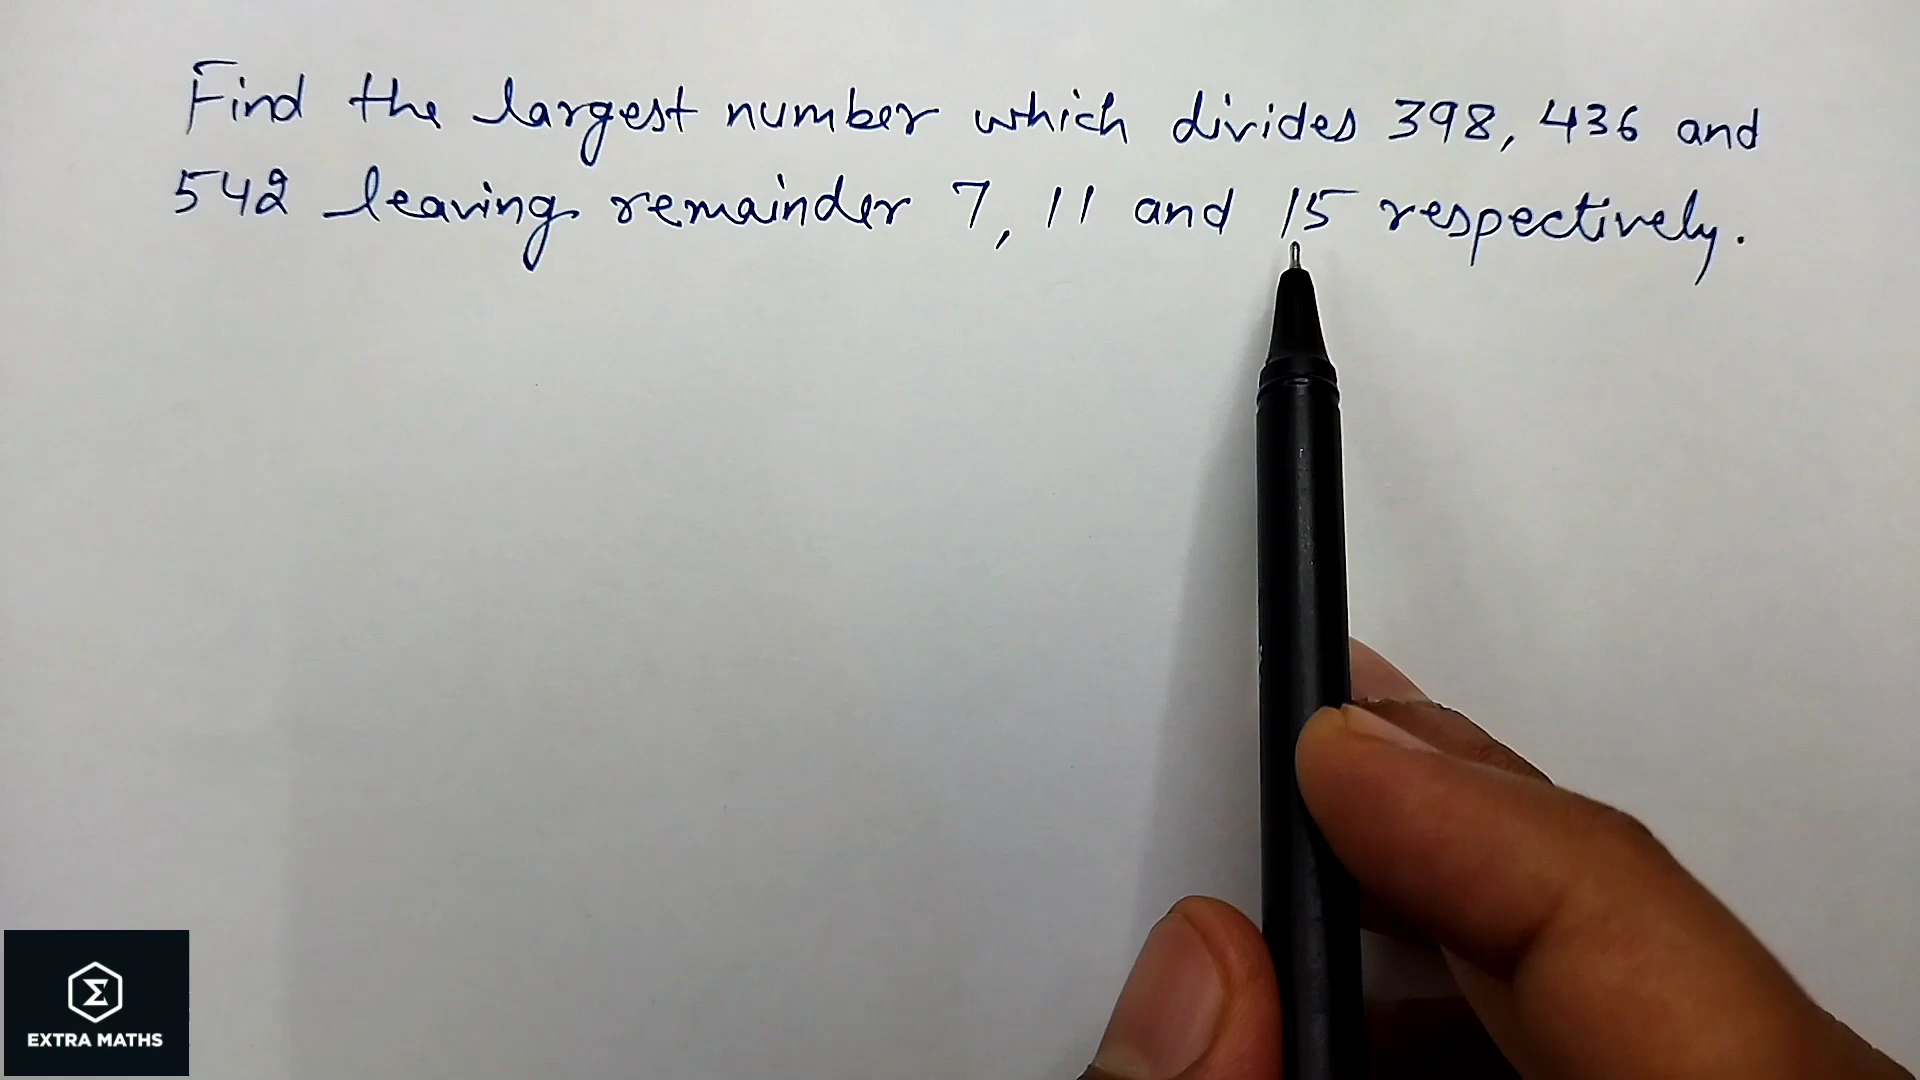 Find the largest number which divides 398, 436 and
542 leaving remainder 7, 11 and 15 respectively.
Σ
EXTRA MATHS